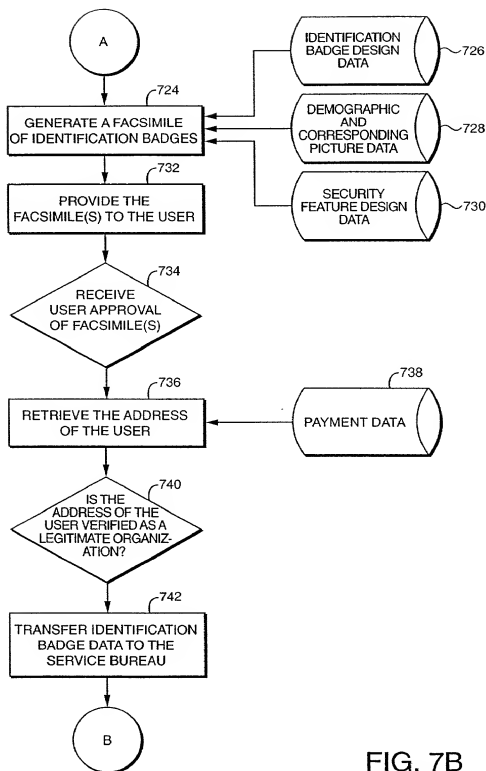 A
724
GENERATE A FACSIMILE
OF IDENTIFICATION BADGES
IDENTIFICATION
BADGE DESIGN
DATA
726
DEMOGRAPHIC
AND
CORRESPONDING
PICTURE DATA
728
SECURITY
FEATURE DESIGN
DATA
730
732
PROVIDE THE
FACSIMILE(S) TO THE USER
734
RECEIVE
USER APPROVAL
OF FACSIMILE(S)
736
RETRIEVE THE ADDRESS
OF THE USER
738
PAYMENT DATA
740
IS THE
ADDRESS OF THE
USER VERIFIED AS A
LEGITIMATE ORGANIZ-
ATION?
742
TRANSFER IDENTIFICATION
BADGE DATA TO THE
SERVICE BUREAU
B
FIG. 7B